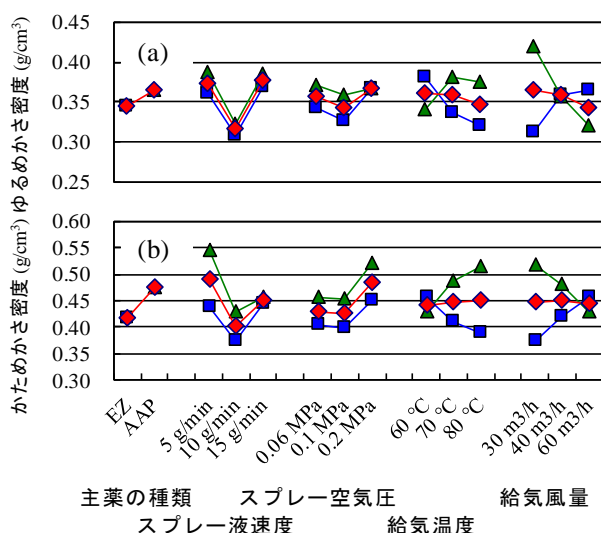 ゆるめかさ密度 (g/cm³)
0.45
(a)
0.40
0.35
0.30
0.25
かためかさ密度 (g/cm³)
0.60
(b)
0.55
0.50
0.45
0.40
0.35
0.30
EZ
AAP
5 g/min
10 g/min
15 g/min
0.06 MPa
0.1 MPa
0.2 MPa
60 °C
70 °C
80 °C
30 m3/h
40 m3/h
60 m3/h
主薬の種類 スプレー空気圧 給気風量
スプレー液速度 給気温度